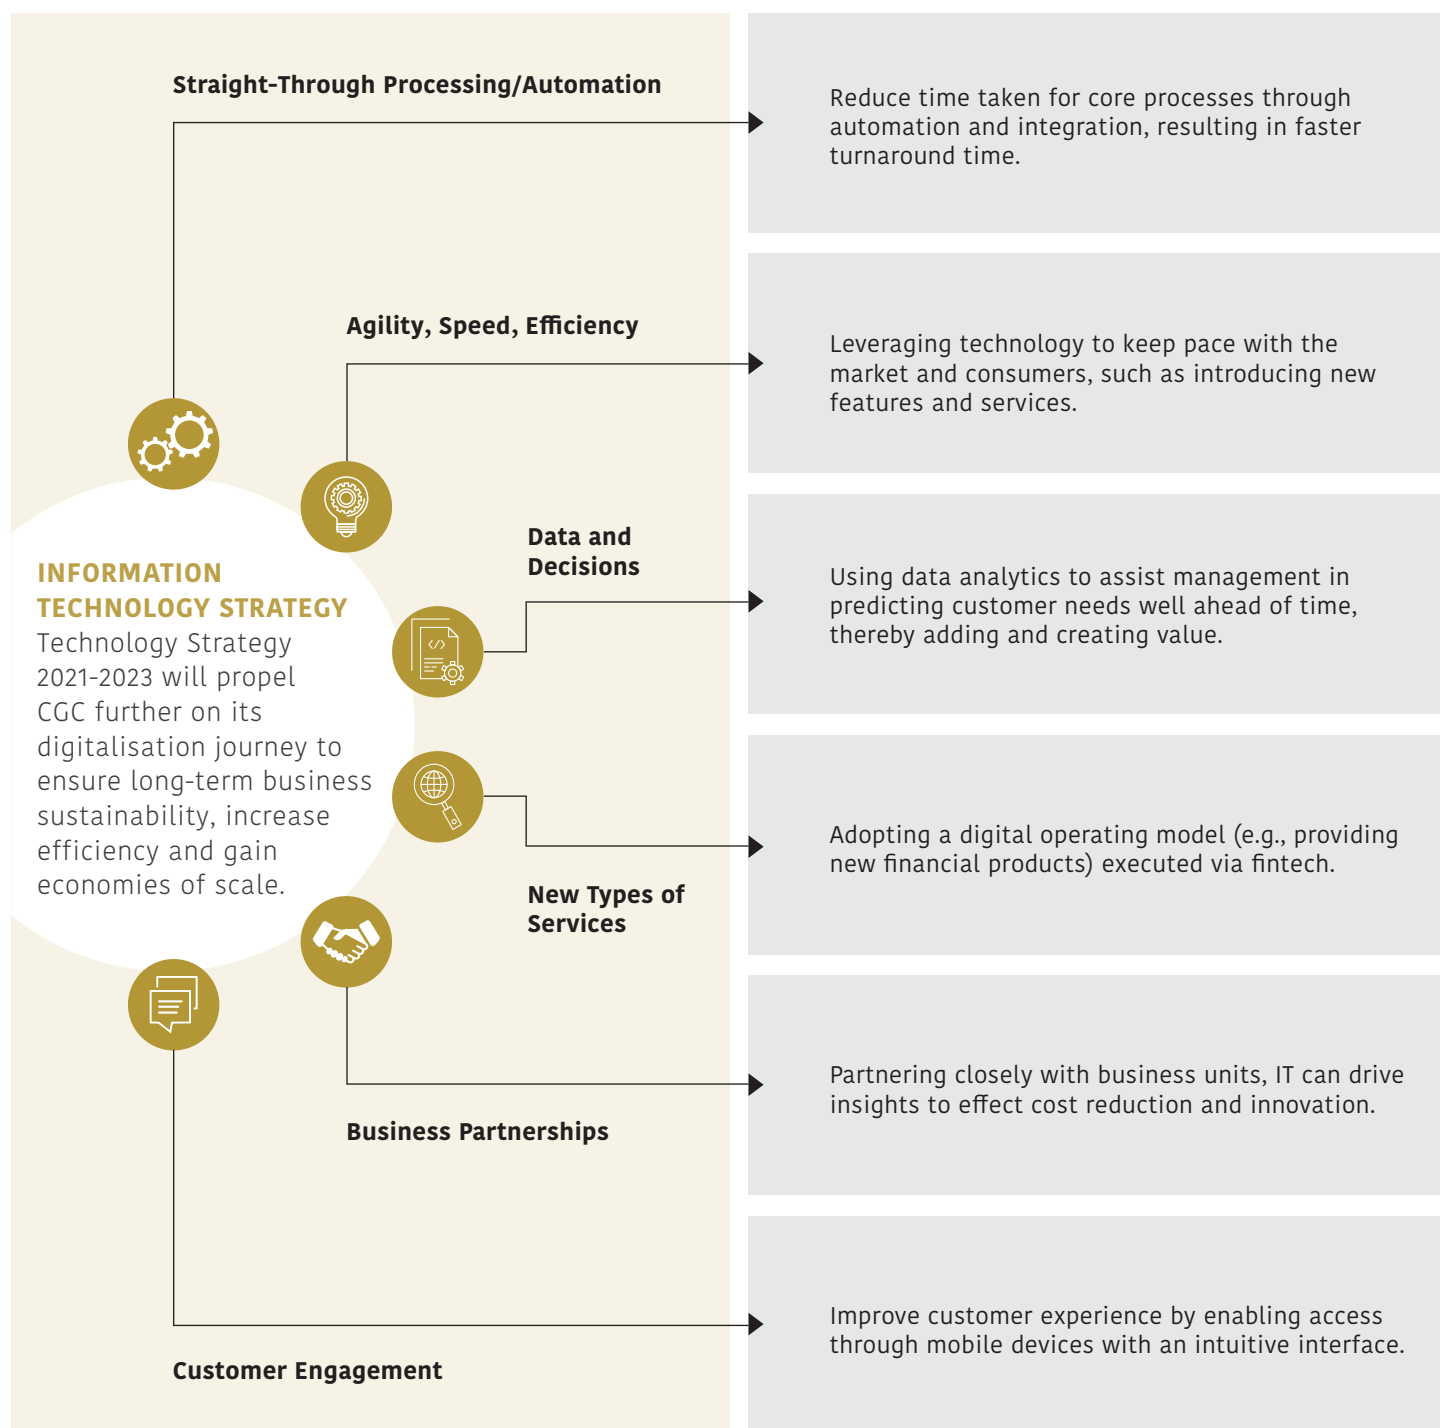 Straight-Through Processing/Automation
Reduce time taken for core processes through
automation and integration, resulting in faster
turnaround time.
Agility, Speed, Efficiency
Leveraging technology to keep pace with the
market and consumers, such as introducing new
features and services.
Data and
Decisions
Using data analytics to assist management in
predicting customer needs well ahead of time,
thereby adding and creating value.
INFORMATION
TECHNOLOGY STRATEGY
Technology Strategy
2021-2023 will propel
CGC further on its
digitalisation journey to
ensure long-term business
sustainability, increase
efficiency and gain
economies of scale.
</>
New Types of
Services
Adopting a digital operating model (e.g., providing
new financial products) executed via fintech.
Business Partnerships
Partnering closely with business units, IT can drive
insights to effect cost reduction and innovation.
Customer Engagement
Improve customer experience by enabling access
through mobile devices with an intuitive interface.